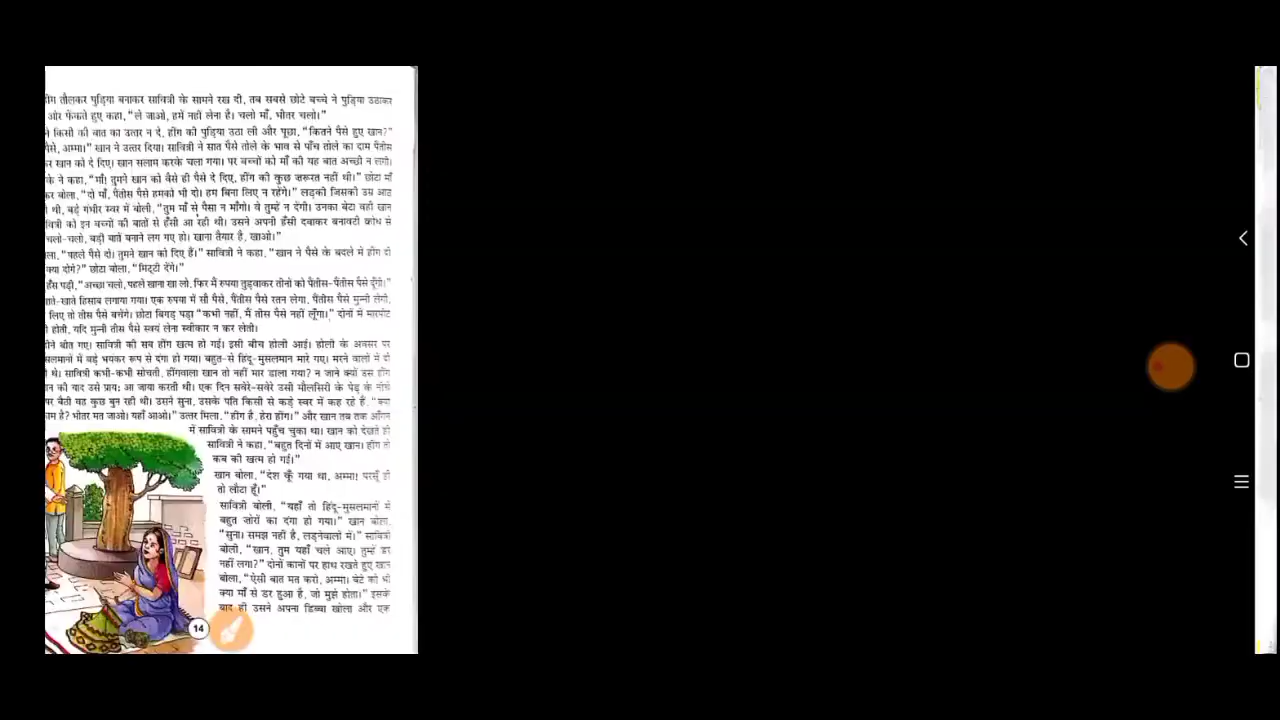 हींग तौलकर पुड़िया बनाकर सावित्री के सामने रख दी, तब सबसे छोटे बच्चे ने पुड़िया उठाकर
और फेंकते हुए कहा, “ले जाओ, हमें नहीं लेना है। चलो माँ, भीतर चलो।”
ने किसी की बात का उत्तर न दे, हींग की पुड़िया उठा ली और पूछा, “कितने पैसे हुए खान?”
पैसे, अम्मा।” खान ने उत्तर दिया। सावित्री ने सात पैसे तोले के भाव से पाँच तोले का दाम पैंतीस
कर खान को दे दिए। खान सलाम करके चला गया। पर बच्चों को माँ की यह बात अच्छी न लगी।
के ने कहा, “माँ! तुमने खान को वैसे ही पैसे दे दिए, हींग की कुछ जरूरत नहीं थी।” छोटा माँ
कर बोला, “दो माँ, पैंतीस पैसे हमको भी दो। हम बिना लिए न रहेंगे।” लड़की जिसकी उम्र आठ
थी, बड़े गंभीर स्वर में बोली, “तुम माँ से पैसा न माँगो। वे तुम्हें न देंगी। उनका बेटा वही खान
वित्री को इन बच्चों की बातों से हँसी आ रही थी। उसने अपनी हँसी दबाकर बनावटी क्रोध से
चलो-चलो, बड़ी बातें बनाने लग गए हो। खाना तैयार है, खाओ।”
ला, “पहले पैसे दो। तुमने खान को दिए हैं।” सावित्री ने कहा, “खान ने पैसे के बदले में हींग दी
क्या दोगे?” छोटा बोला, “मिट्टी देंगे।”
हँस पड़ी, “अच्छा चलो, पहले खाना खा लो, फिर मैं रुपया तुड़वाकर तीनों को पैंतीस-पैंतीस पैसे दूँगी।”
खाते-खाते हिसाब लगाया गया। एक रुपया में सौ पैसे, पैंतीस पैसे रतन लेगा, पैंतीस पैसे मुन्नी लेगी,
लिए तो तीस पैसे बचेंगे। छोटा बिगड़ पड़ा “कभी नहीं, मैं तीस पैसे नहीं लूँगा।” दोनों में मारपीट
होती, यदि मुन्नी तीस पैसे स्वयं लेना स्वीकार न कर लेती।
बीत गए। सावित्री की सब हींग खत्म हो गई। इसी बीच होली आई। होली के अवसर पर
सलमानों में बड़े भयंकर रूप से दंगा हो गया। बहुत-से हिंदू-मुसलमान मारे गए। मरने वालों में दो
थे। सावित्री कभी-कभी सोचती, हींगवाला खान तो नहीं मार डाला गया? न जाने क्यों उस हींग
न की याद उसे प्रायः आ जाया करती थी। एक दिन सवेरे-सवेरे उसी मौलसिरी के पेड़ के नीचे
पर बैठी वह कुछ बुन रही थी। उसने सुना, उसके पति किसी से कड़े स्वर में कह रहे हैं, “क्या
म है? भीतर मत जाओ। यहाँ आओ।” उत्तर मिला, “हींग है, हेरा हींग।” और खान तब तक आँगन
में सावित्री के सामने पहुँच चुका था। खान को देखते ही
सावित्री ने कहा, “बहुत दिनों में आए खान। हींग तो
कब की खत्म हो गई।”
खान बोला, “देश कूँ गया था, अम्मा! परसूँ ही
तो लौटा हूँ।”
सावित्री बोली, “यहाँ तो हिंदू-मुसलमानों में
बहुत जोरों का दंगा हो गया।” खान बोला,
“सुना। समझ नहीं है, लड़नेवालों में।” सावित्री
बोली, “खान, तुम यहाँ चले आए। तुम्हें डर
नहीं लगा?” दोनों कानों पर हाथ रखते हुए खान
बोला, “ऐसी बात मत करो, अम्मा। बेटे को भी
क्या माँ से डर हुआ है, जो मुझे होता।” इसके
बाद ही उसने अपना डिब्बा खोला और एक
14